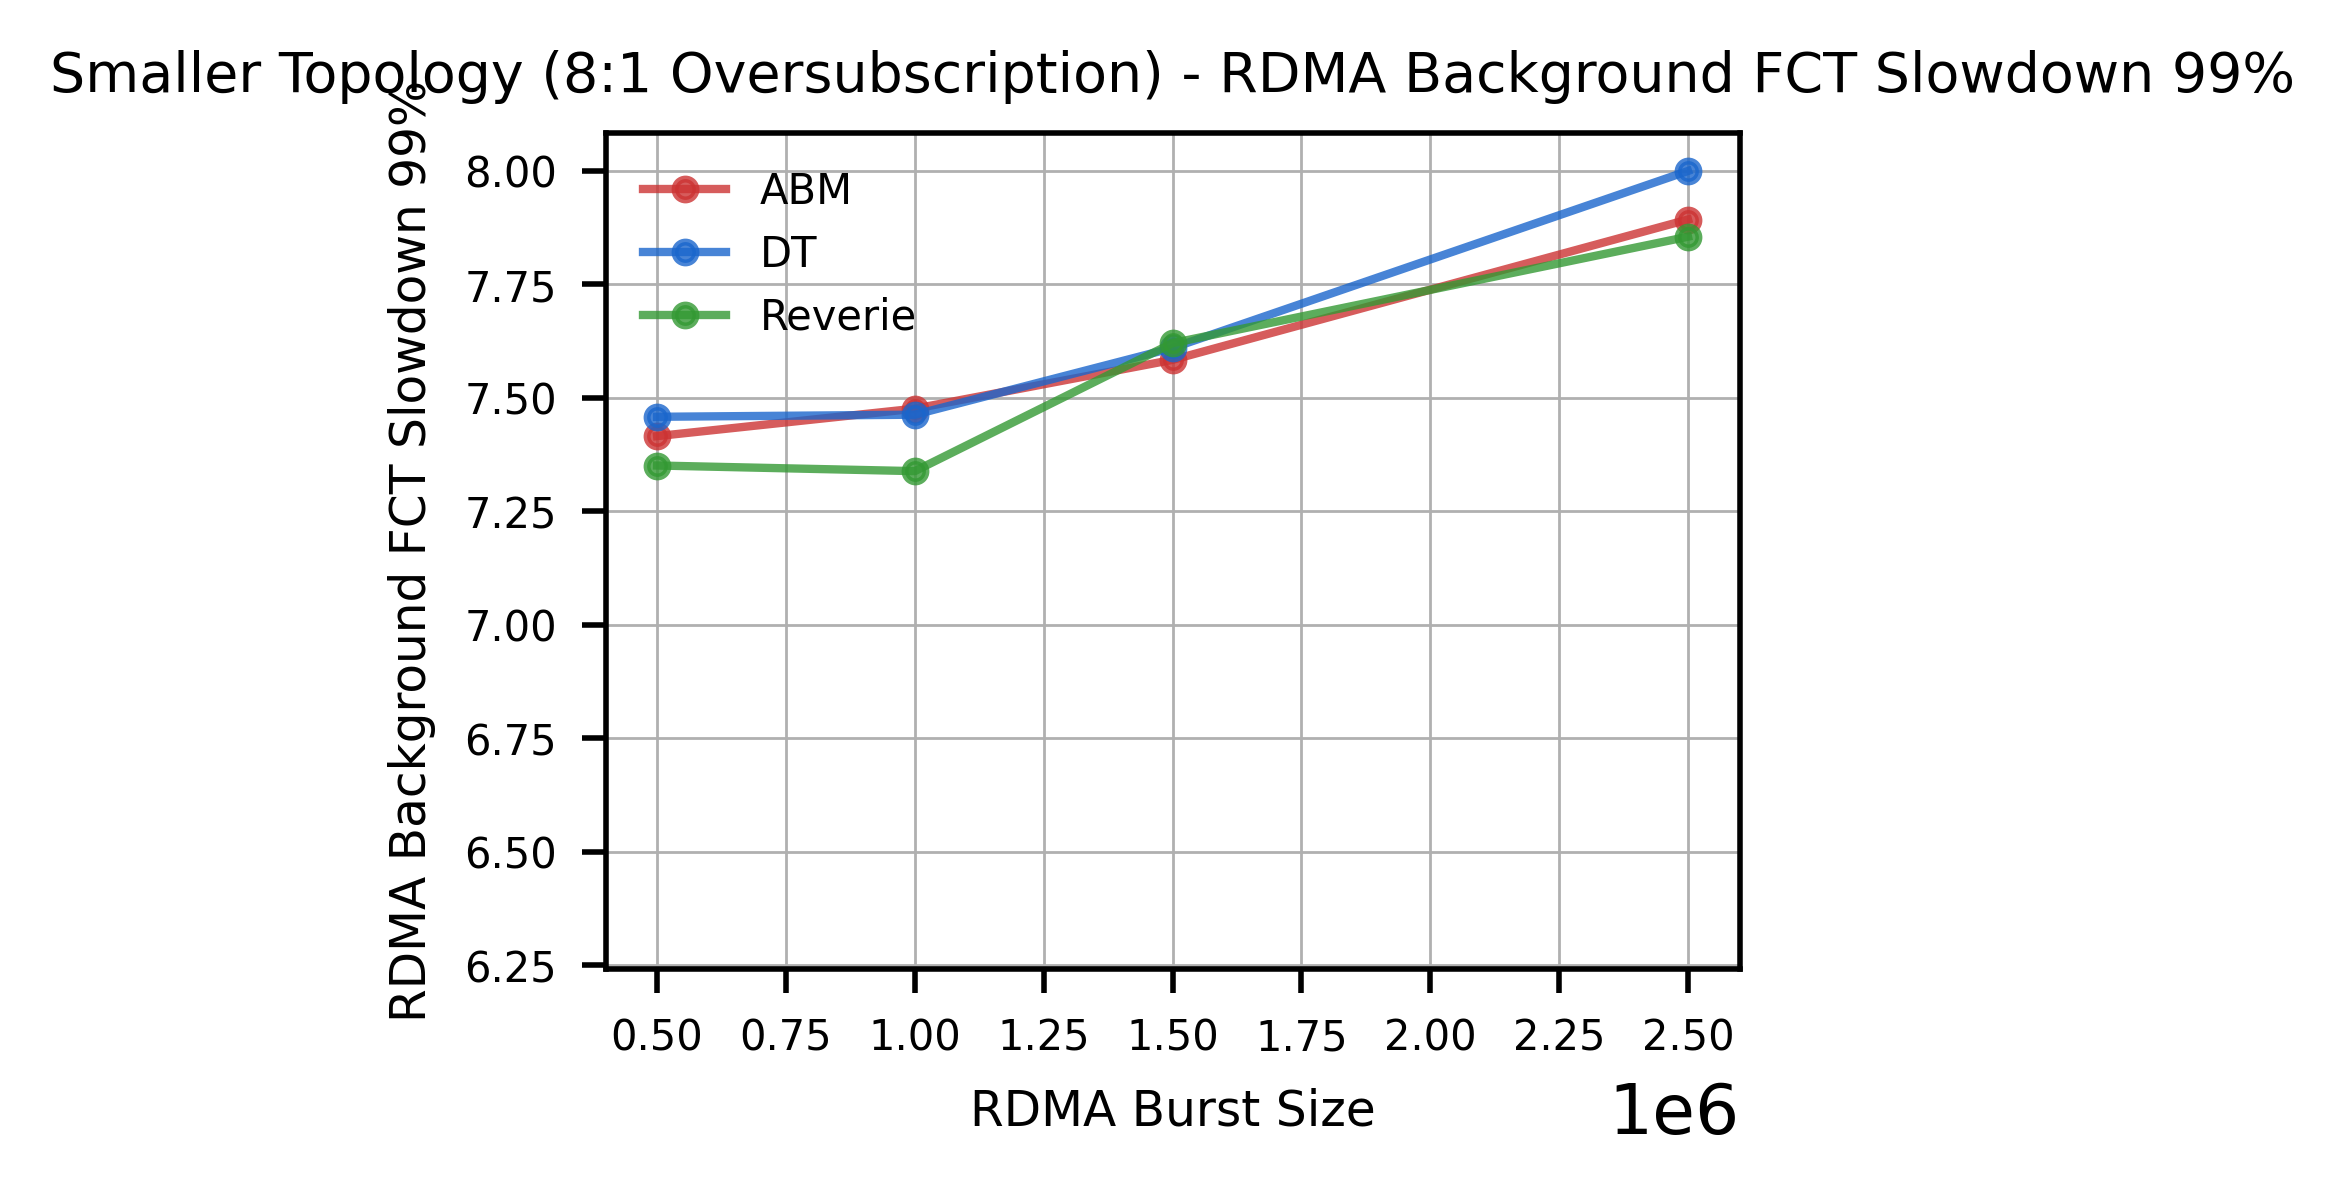 Smaller Topology (8:1 Oversubscription) - RDMA Background FCT Slowdown 99%
RDMA Background FCT Slowdown 99%
8.00
7.75
7.50
7.25
7.00
6.75
6.50
6.25
ABM
DT
Reverie
0.50 0.75 1.00 1.25 1.50 1.75 2.00 2.25 2.50
RDMA Burst Size
1e6